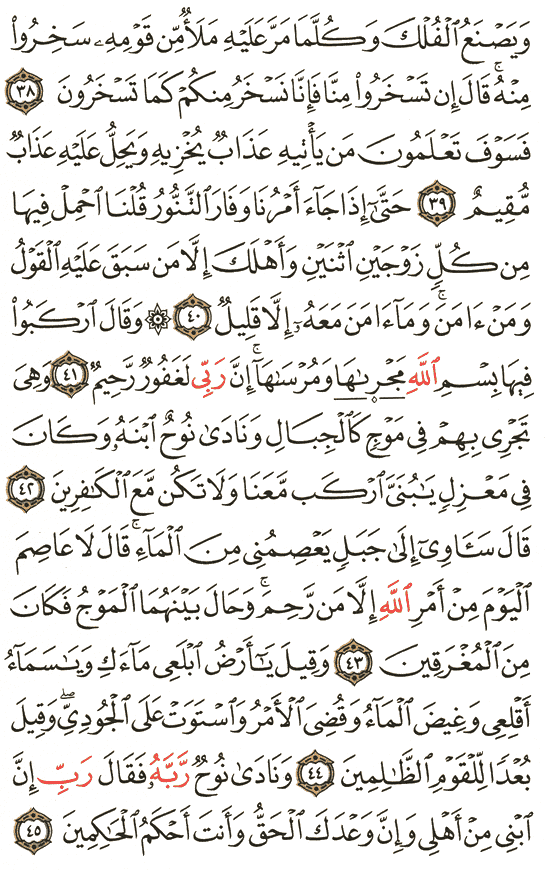 وَيَصْنَعُ ٱلْفُلْكَ وَكُلَّمَا مَرَّ عَلَيْهِ مَلَأٌ مِّن قَوْمِهِۦ سَخِرُوا۟
مِنْهُ ۚ قَالَ إِن تَسْخَرُوا۟ مِنَّا فَإِنَّا نَسْخَرُ مِنكُمْ كَمَا تَسْخَرُونَ ٣٨
فَسَوْفَ تَعْلَمُونَ مَن يَأْتِيهِ عَذَابٌ يُخْزِيهِ وَيَحِلُّ عَلَيْهِ عَذَابٌ
مُّقِيمٌ ٣٩ حَتَّىٰٓ إِذَا جَآءَ أَمْرُنَا وَفَارَ ٱلتَّنُّورُ قُلْنَا ٱحْمِلْ فِيهَا
مِن كُلٍّ زَوْجَيْنِ ٱثْنَيْنِ وَأَهْلَكَ إِلَّا مَن سَبَقَ عَلَيْهِ ٱلْقَوْلُ
وَمَنْ ءَامَنَ ۚ وَمَآ ءَامَنَ مَعَهُۥٓ إِلَّا قَلِيلٌ ٤٠ ۞ وَقَالَ ٱرْكَبُوا۟
فِيهَا بِسْمِ ٱللَّهِ مَجْر۪ىٰهَا وَمُرْسَىٰهَآ ۚ إِنَّ رَبِّى لَغَفُورٌ رَّحِيمٌ ٤١ وَهِىَ
تَجْرِى بِهِمْ فِى مَوْجٍ كَٱلْجِبَالِ وَنَادَىٰ نُوحٌ ٱبْنَهُۥ وَكَانَ
فِى مَعْزِلٍ يَٰبُنَىَّ ٱرْكَب مَّعَنَا وَلَا تَكُن مَّعَ ٱلْكَٰفِرِينَ ٤٢
قَالَ سَـَٔاوِىٓ إِلَىٰ جَبَلٍ يَعْصِمُنِى مِنَ ٱلْمَآءِ ۚ قَالَ لَا عَاصِمَ
ٱلْيَوْمَ مِنْ أَمْرِ ٱللَّهِ إِلَّا مَن رَّحِمَ ۚ وَحَالَ بَيْنَهُمَا ٱلْمَوْجُ فَكَانَ
مِنَ ٱلْمُغْرَقِينَ ٤٣ وَقِيلَ يَٰٓأَرْضُ ٱبْلَعِى مَآءَكِ وَيَٰسَمَآءُ
أَقْلِعِى وَغِيضَ ٱلْمَآءُ وَقُضِىَ ٱلْأَمْرُ وَٱسْتَوَتْ عَلَى ٱلْجُودِىِّ ۖ وَقِيلَ
بُعْدًا لِّلْقَوْمِ ٱلظَّٰلِمِينَ ٤٤ وَنَادَىٰ نُوحٌ رَّبَّهُۥ فَقَالَ رَبِّ إِنَّ
ٱبْنِى مِنْ أَهْلِى وَإِنَّ وَعْدَكَ ٱلْحَقُّ وَأَنتَ أَحْكَمُ ٱلْحَٰكِمِينَ ٤٥